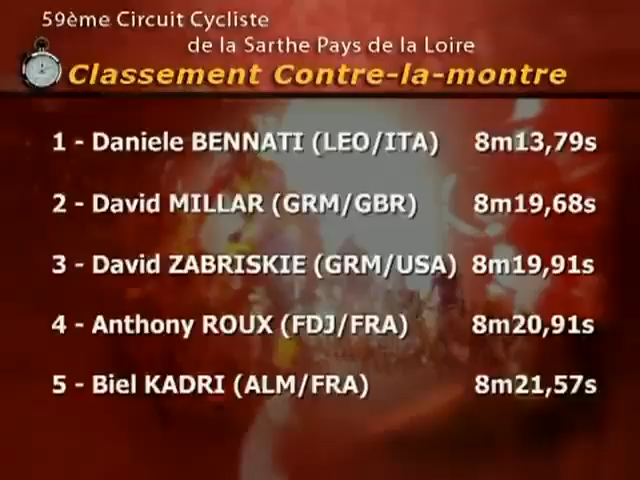 59ème Circuit Cycliste
de la Sarthe Pays de la Loire
Classement Contre-la-montre
1 - Daniele BENNATI (LEO/ITA) 8m13,79s
2 - David MILLAR (GRM/GBR) 8m19,68s
3 - David ZABRISKIE (GRM/USA) 8m19,91s
4 - Anthony ROUX (FDJ/FRA) 8m20,91s
5 - Biel KADRI (ALM/FRA) 8m21,57s